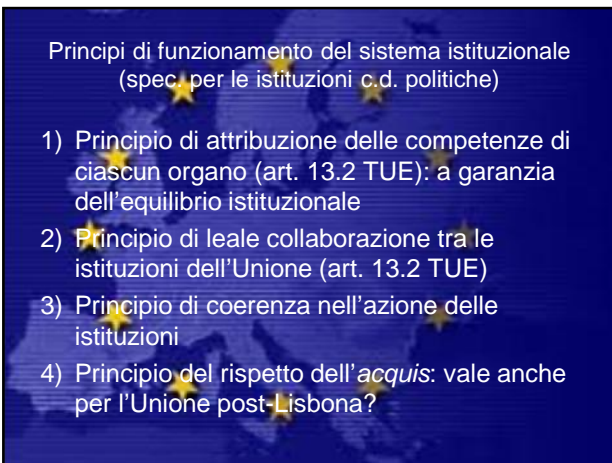 Principi di funzionamento del sistema istituzionale
(spec. per le istituzioni c.d. politiche)
1) Principio di attribuzione delle competenze di
ciascun organo (art. 13.2 TUE): a garanzia
dell'equilibrio istituzionale
2) Principio di leale collaborazione tra le
istituzioni dell'Unione (art. 13.2 TUE)
3) Principio di coerenza nell'azione delle
istituzioni
4) Principio del rispetto dell'acquis: vale anche
per l'Unione post-Lisbona?